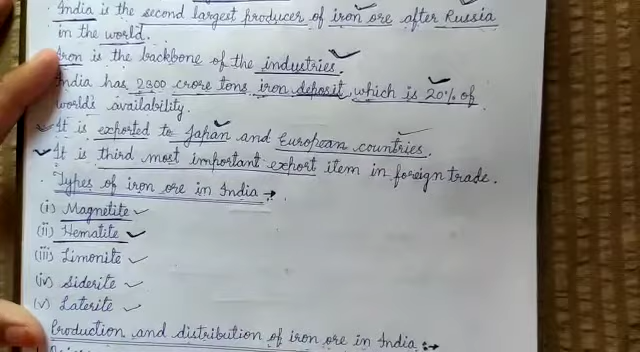 India is the second largest producer of iron ore after Russia
in the world.
Iron is the backbone of the industries.
India has 2300 crore tons iron deposit, which is 20% of
world's availability.
It is exported to Japan and European countries.
It is third most important export item in foreign trade.
Types of iron ore in India →
(i) Magnetite
(ii) Hematite
(iii) Limonite
(iv) Siderite
(v) Laterite
Production and distribution of iron ore in India :→